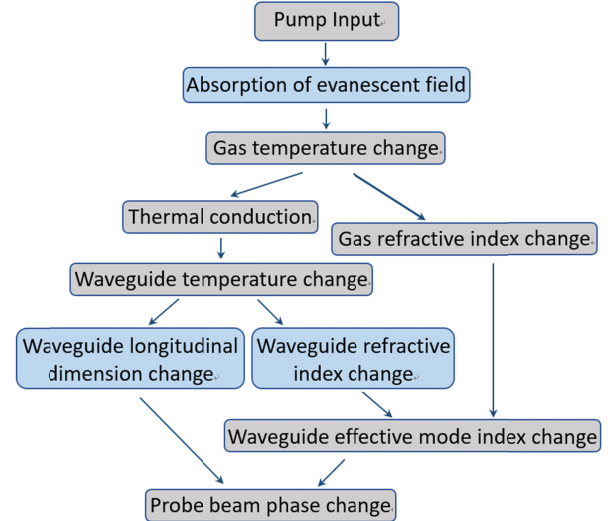 Pump Input
Absorption of evanescent field
Gas temperature change
Thermal conduction
Gas refractive index change
Waveguide temperature change
Waveguide longitudinal
dimension change
Waveguide refractive
index change
Waveguide effective mode index change
Probe beam phase change